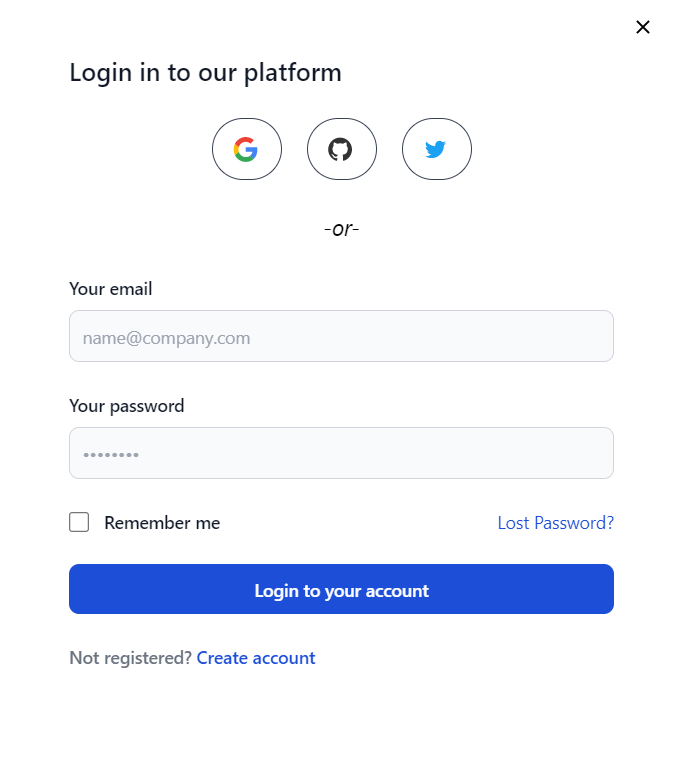 Login in to our platform
-or-
Your email
name@company.com
Your password
••••••••
Remember me
Lost Password?
Login to your account
Not registered? Create account